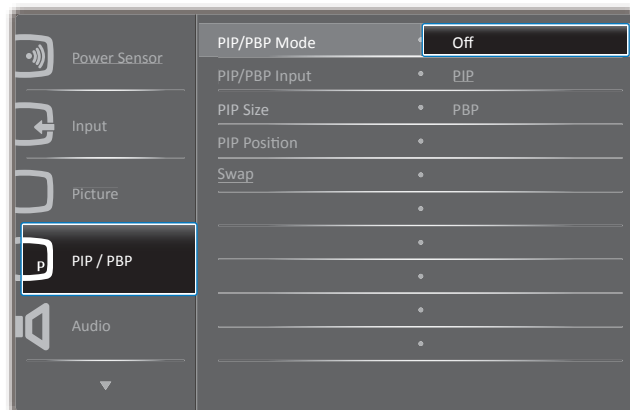 Power Sensor
Input
Picture
P
PIP / PBP
Audio
PIP/PBP Mode
Off
PIP/PBP Input
PIP
PIP Size
PBP
PIP Position
Swap